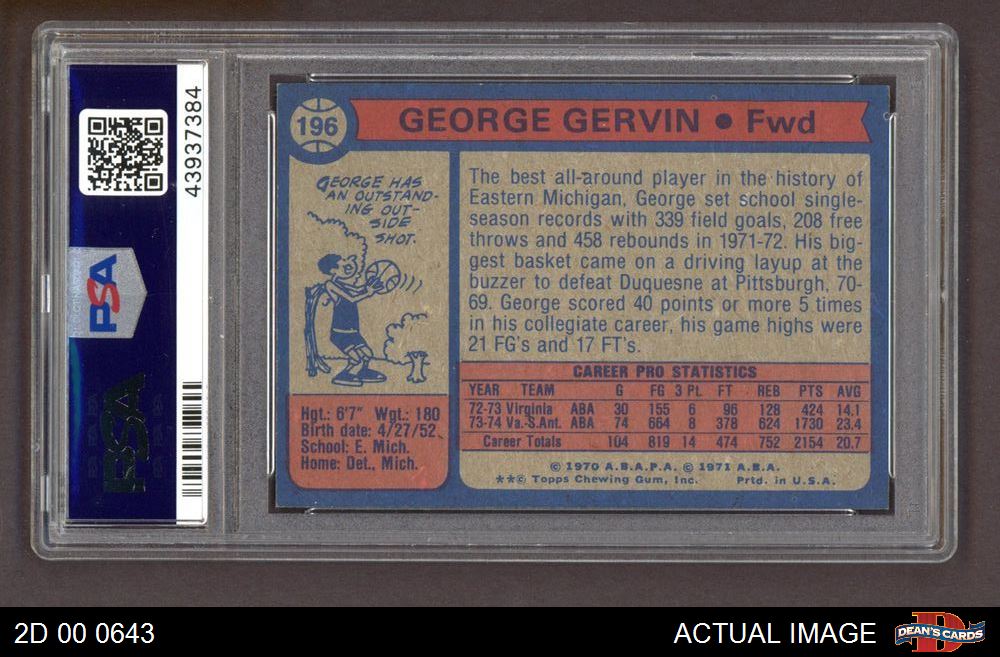 43937384
PSA
PSA
196
GEORGE GERVIN • Fwd
GEORGE HAS
AN OUTSTAND-
ING OUT-
SIDE
SHOT.
The best all-around player in the history of
Eastern Michigan, George set school single-
season records with 339 field goals, 208 free
throws and 458 rebounds in 1971-72. His big-
gest basket came on a driving layup at the
buzzer to defeat Duquesne at Pittsburgh, 70-
69. George scored 40 points or more 5 times
in his collegiate career, his game highs were
21 FG's and 17 FT's.
Hgt.: 6'7" Wgt.: 180
Birth date: 4/27/52
School: E. Mich.
Home: Det., Mich.
CAREER PRO STATISTICS
YEAR TEAM G FG 3 PL FT REB PTS AVG
72-73 Virginia ABA 30 155 6 96 128 424 14.1
73-74 Va.-S.Ant. ABA 74 664 8 378 624 1730 23.4
Career Totals 104 819 14 474 752 2154 20.7
© 1970 A.B.A.P.A. © 1971 A.B.A.
**© Topps Chewing Gum, Inc. Prtd. in U.S.A.
2D 00 0643
ACTUAL IMAGE
D
DEAN'S CARDS